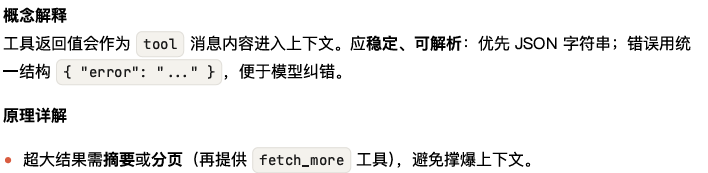 概念解释
工具返回值会作为 tool 消息内容进入上下文。应稳定、可解析：优先 JSON 字符串；错误用统
一结构 { "error": "..." }，便于模型纠错。
原理详解
• 超大结果需摘要或分页（再提供 fetch_more 工具），避免撑爆上下文。